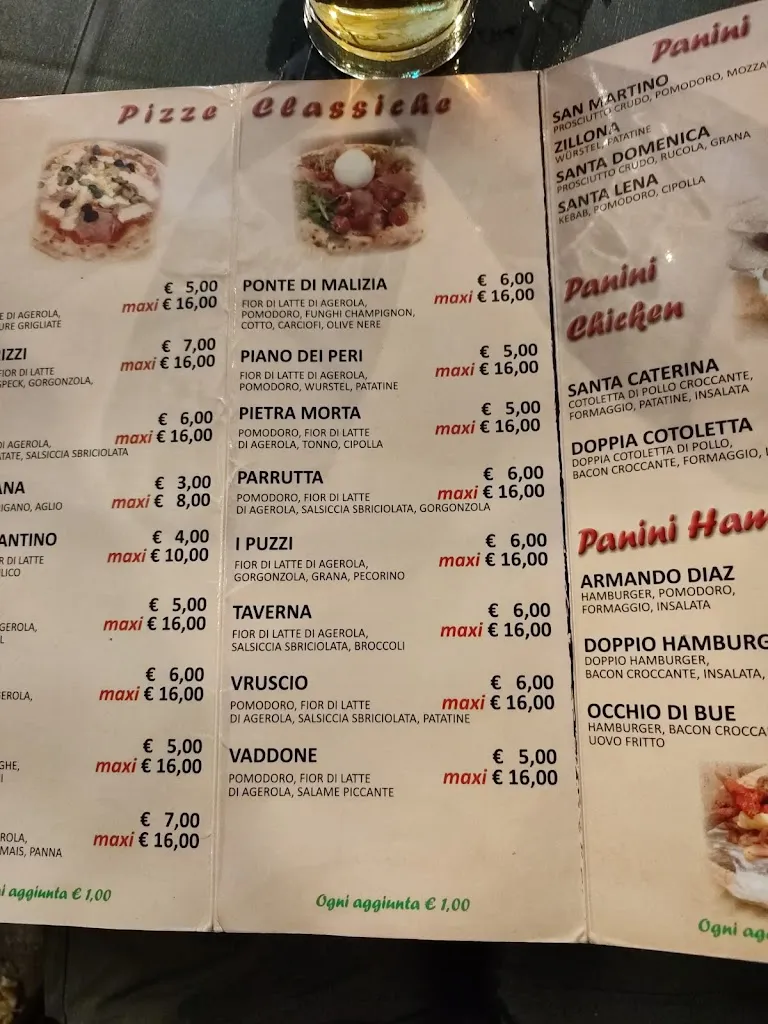 Pizze Classiche
€ 5,00
maxi € 16,00
DI AGEROLA,
GRIGLIATE
€ 7,00
maxi € 16,00
FIOR DI LATTE
SPECK, GORGONZOLA,
€ 6,00
maxi € 16,00
DI AGEROLA,
SALSICCIA SBRICIOLATA
€ 3,00
maxi € 8,00
AGLIO
€ 4,00
maxi € 10,00
DI LATTE
€ 5,00
maxi € 16,00
€ 6,00
maxi € 16,00
€ 5,00
maxi € 16,00
€ 7,00
maxi € 16,00
MAIS, PANNA
aggiunta € 1,00
PONTE DI MALIZIA € 6,00
maxi € 16,00
FIOR DI LATTE DI AGEROLA,
POMODORO, FUNGHI CHAMPIGNON,
COTTO, CARCIOFI, OLIVE NERE
PIANO DEI PERI € 5,00
maxi € 16,00
FIOR DI LATTE DI AGEROLA,
POMODORO, WURSTEL, PATATINE
PIETRA MORTA € 5,00
maxi € 16,00
POMODORO, FIOR DI LATTE
DI AGEROLA, TONNO, CIPOLLA
PARRUTTA € 6,00
maxi € 16,00
POMODORO, FIOR DI LATTE
DI AGEROLA, SALSICCIA SBRICIOLATA, GORGONZOLA
I PUZZI € 6,00
maxi € 16,00
FIOR DI LATTE DI AGEROLA,
GORGONZOLA, GRANA, PECORINO
TAVERNA € 6,00
maxi € 16,00
FIOR DI LATTE DI AGEROLA,
SALSICCIA SBRICIOLATA, BROCCOLI
VRUSCIO € 6,00
maxi € 16,00
POMODORO, FIOR DI LATTE
DI AGEROLA, SALSICCIA SBRICIOLATA, PATATINE
VADDONE € 5,00
maxi € 16,00
POMODORO, FIOR DI LATTE
DI AGEROLA, SALAME PICCANTE
Ogni aggiunta € 1,00
Panini
SAN MARTINO
PROSCIUTTO CRUDO, POMODORO,
ZILLONA
WÜRSTEL, PATATINE
SANTA DOMENICA
PROSCIUTTO CRUDO, RUCOLA, GRANA
SANTA LENA
KEBAB, POMODORO, CIPOLLA
Panini
Chicken
SANTA CATERINA
COTOLETTA DI POLLO CROCCANTE,
FORMAGGIO, PATATINE, INSALATA
DOPPIA COTOLETTA
DOPPIA COTOLETTA DI POLLO,
BACON CROCCANTE, FORMAGGIO,
Panini Ham
ARMANDO DIAZ
HAMBURGER, POMODORO,
FORMAGGIO, INSALATA
DOPPIO HAMBURG
DOPPIO HAMBURGER,
BACON CROCCANTE, INSALATA,
OCCHIO DI BUE
HAMBURGER, BACON CROCCA
UOVO FRITTO
Ogni